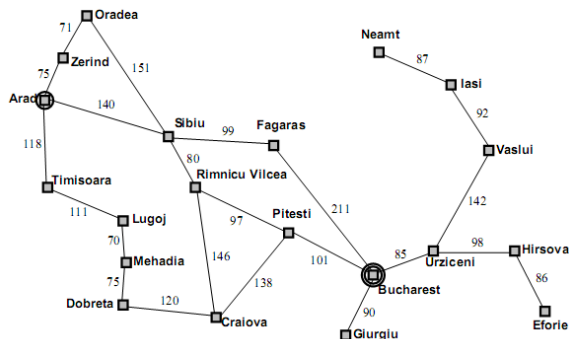 Oradea
71
Neamt
Zerind
87
75
151
Iasi
Arad
140
92
Sibiu
Fagaras
99
118
Vaslui
80
Timisoara
Rimnicu Vilcea
111
97
211
142
Lugoj
Pitesti
70
98
Hirsova
146
101
85
Mehadia
Urziceni
138
75
86
Bucharest
Dobreta
120
90
Craiova
Eforie
Giurgiu